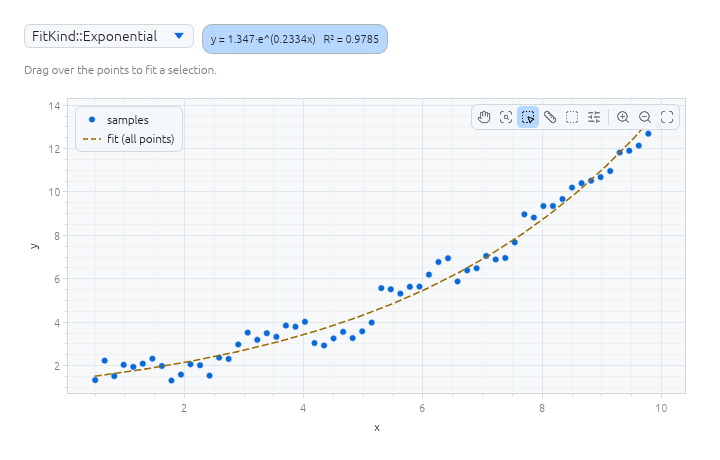 FitKind::Exponential
y = 1.347·e^(0.2334x)   R² = 0.9785
Drag over the points to fit a selection.
samples
fit (all points)
14
12
10
8
6
4
2
y
2
4
6
8
10
x